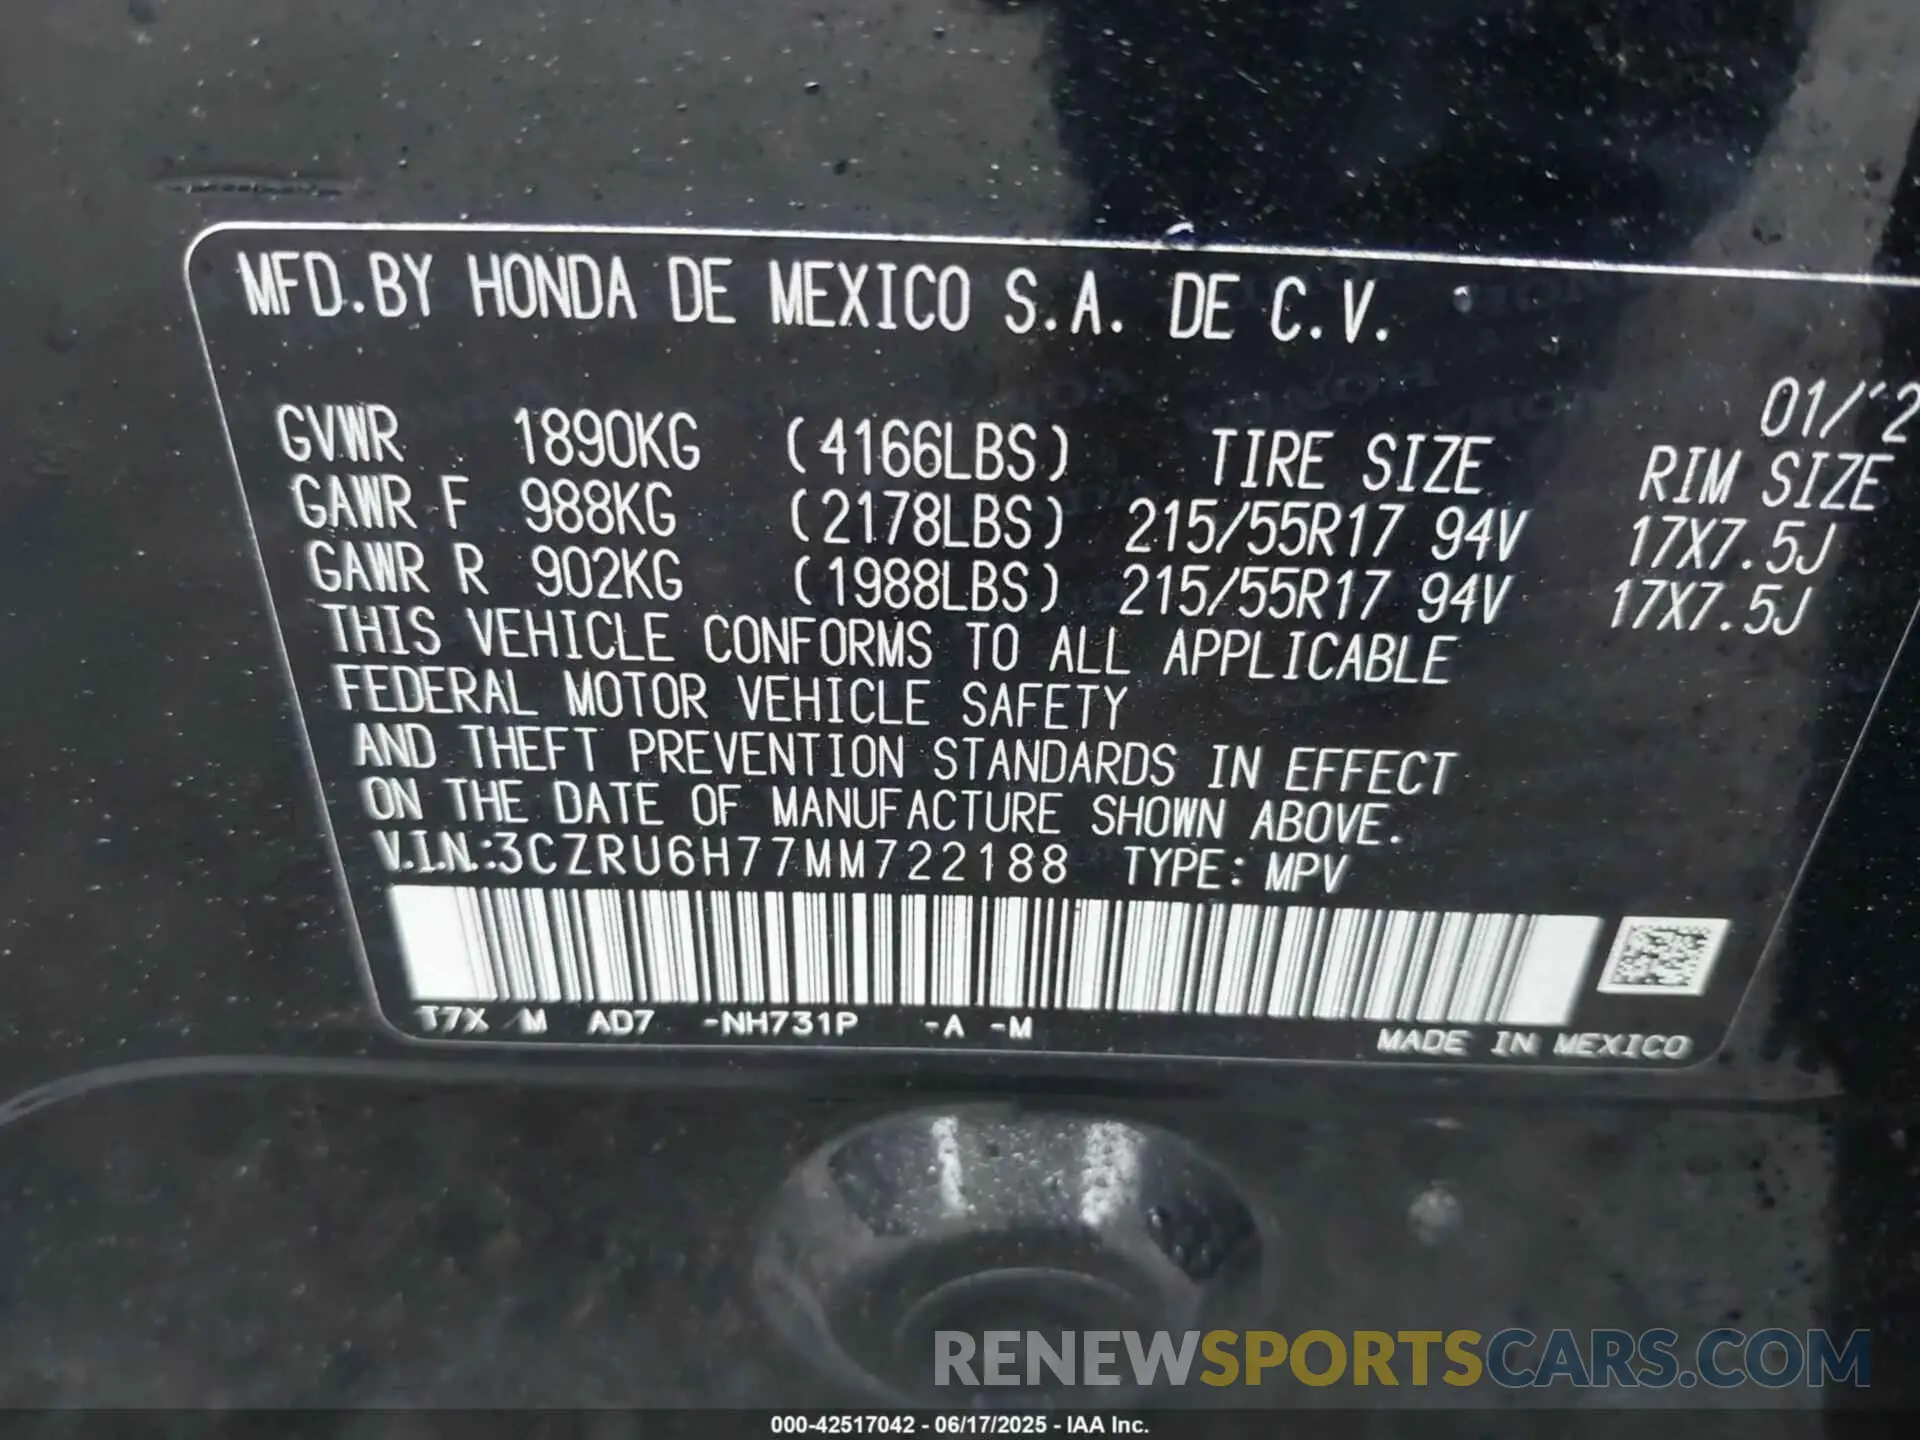 MFD.BY HONDA DE MEXICO S.A. DE C.V.
01/'2
GVWR 1890KG (4166LBS) TIRE SIZE RIM SIZE
GAWR F 988KG (2178LBS) 215/55R17 94V 17X7.5J
GAWR R 902KG (1988LBS) 215/55R17 94V 17X7.5J
THIS VEHICLE CONFORMS TO ALL APPLICABLE
FEDERAL MOTOR VEHICLE SAFETY
AND THEFT PREVENTION STANDARDS IN EFFECT
ON THE DATE OF MANUFACTURE SHOWN ABOVE.
V.I.N.:3CZRU6H77MM722188 TYPE: MPV
T7X M AD7 -NH731P -A -M
MADE IN MEXICO
RENEWSPORTSCARS.COM
000-42517042 - 06/17/2025 - IAA Inc.